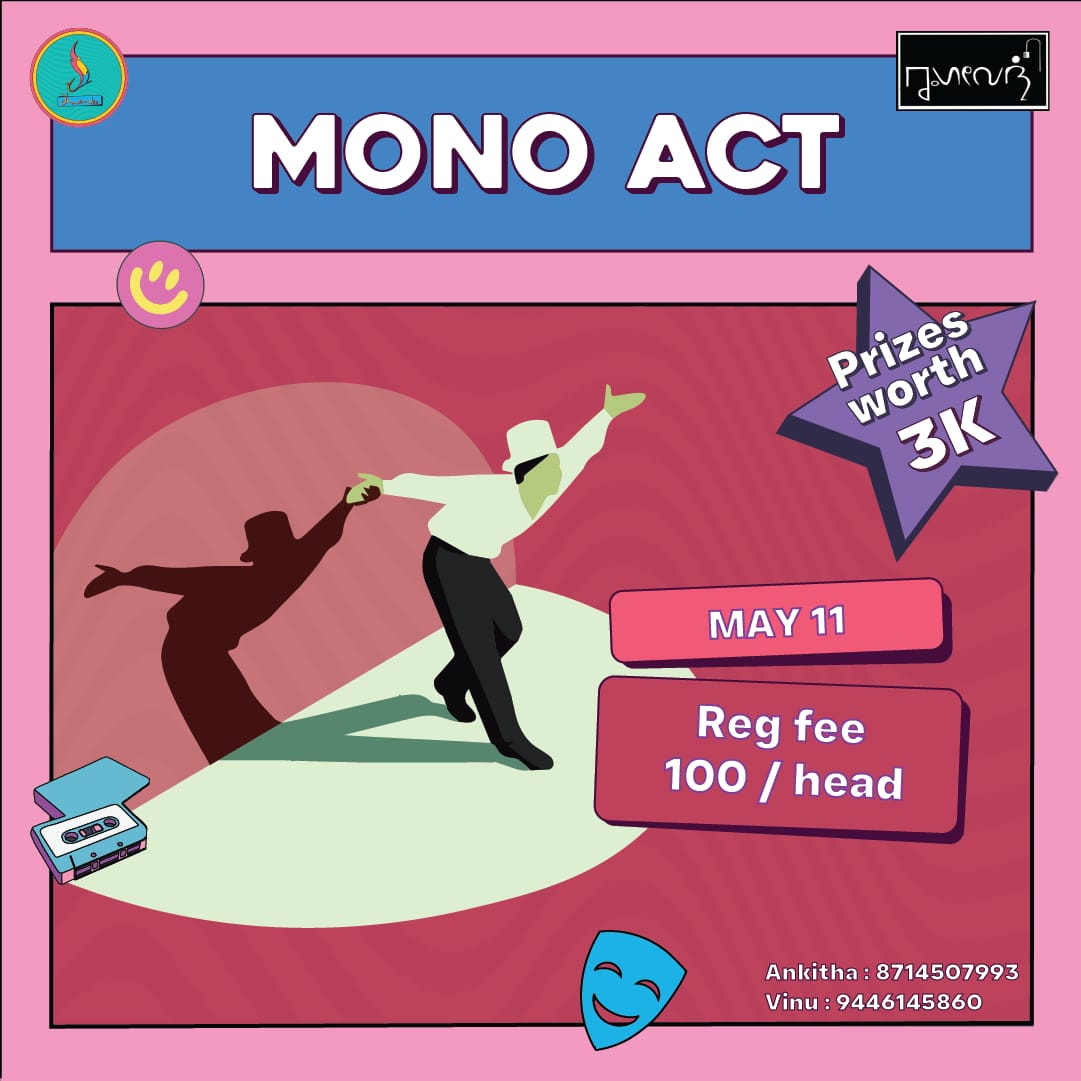 MONO ACT
Prizes
worth
3K
MAY 11
Reg fee
100 / head
Ankitha : 8714507993
Vinu : 9446145860